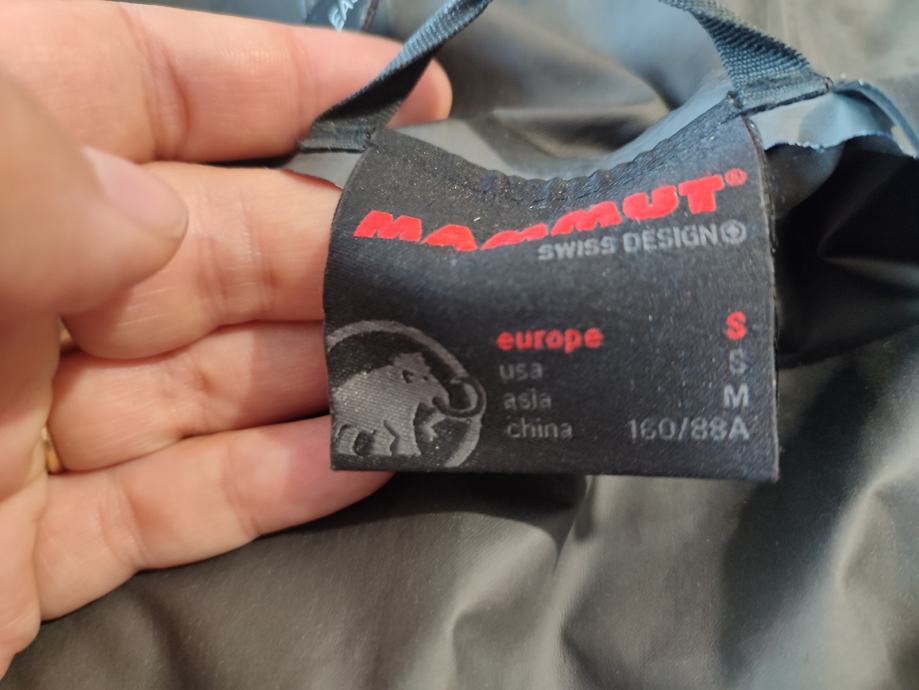 MAMMUT®
SWISS DESIGN
europe S
usa S
asia M
china 160/88A